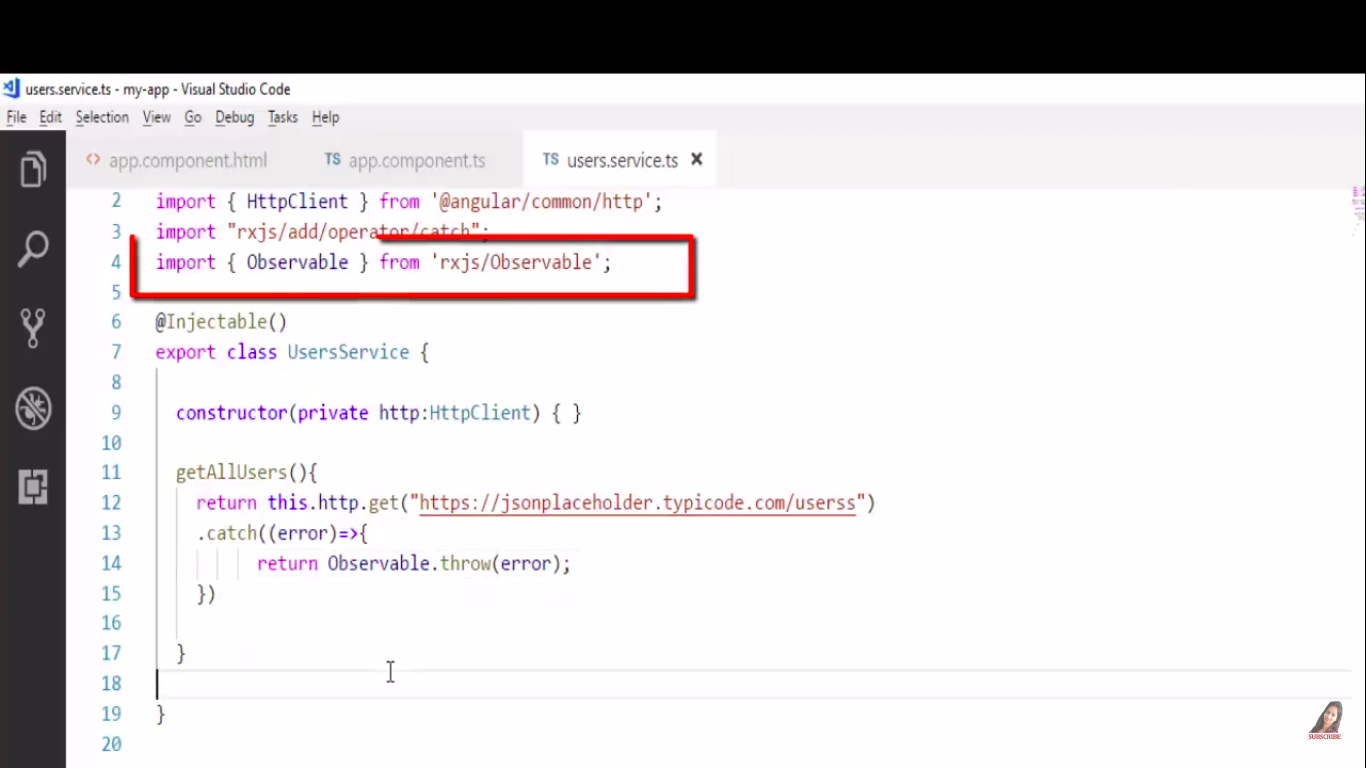 users.service.ts - my-app - Visual Studio Code
File Edit Selection View Go Debug Tasks Help
<> app.component.html TS app.component.ts TS users.service.ts ×
2 import { HttpClient } from '@angular/common/http';
3 import "rxjs/add/operator/catch";
4 import { Observable } from 'rxjs/Observable';
5
6 @Injectable()
7 export class UsersService {
8
9 constructor(private http:HttpClient) { }
10
11 getAllUsers(){
12 return this.http.get("https://jsonplaceholder.typicode.com/userss")
13 .catch((error)=>{
14 return Observable.throw(error);
15 })
16
17 }
18
19 }
20
SUBSCRIBE